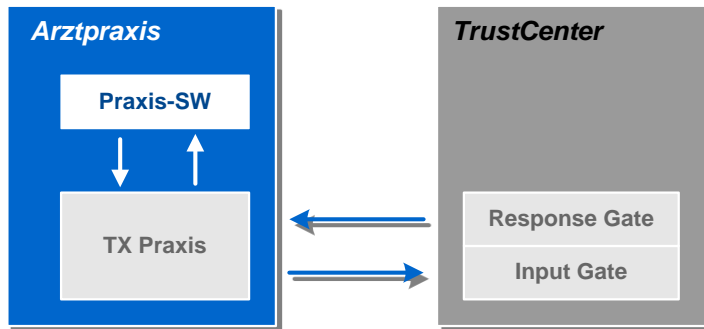 Arztpraxis
Praxis-SW
TX Praxis
TrustCenter
Response Gate
Input Gate